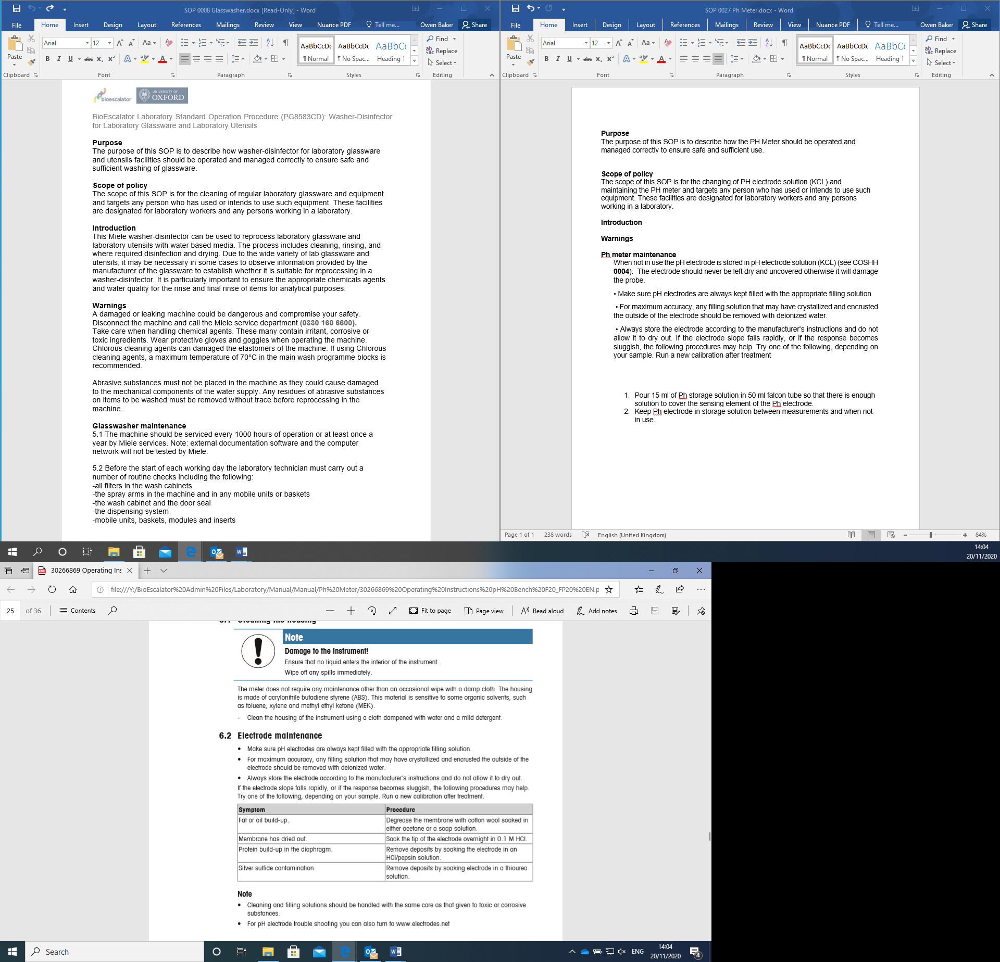 SOP 0008 Glasswasher.docx [Read-Only] - Word
File Home Insert Design Layout References Mailings Review View Nuance PDF Tell me... Owen Baker Share
Arial 12 Aa
Paste B I U abc x₂ x² A ab A
AaBbCcDc AaBbCcDc AaBbCc
¶ Normal ¶ No Spac... Heading 1
Find
Replace
Select
Clipboard Font Paragraph Styles Editing
bioescalator UNIVERSITY OF OXFORD
BioEscalator Laboratory Standard Operation Procedure (PG8583CD): Washer-Disinfector
for Laboratory Glassware and Laboratory Utensils
Purpose
The purpose of this SOP is to describe how washer-disinfector for laboratory glassware
and utensils facilities should be operated and managed correctly to ensure safe and
sufficient washing of glassware.
Scope of policy
The scope of this SOP is for the cleaning of regular laboratory glassware and equipment
and targets any person who has used or intends to use such equipment. These facilities
are designated for laboratory workers and any persons working in a laboratory.
Introduction
This Miele washer-disinfector can be used to reprocess laboratory glassware and
laboratory utensils with water based media. The process includes cleaning, rinsing, and
where required disinfection and drying. Due to the wide variety of lab glassware and
utensils, it may be necessary in some cases to observe information provided by the
manufacturer of the glassware to establish whether it is suitable for reprocessing in a
washer-disinfector. It is particularly important to ensure the appropriate chemicals agents
and water quality for the rinse and final rinse of items for analytical purposes.
Warnings
A damaged or leaking machine could be dangerous and compromise your safety.
Disconnect the machine and call the Miele service department (0330 160 6600).
Take care when handling chemical agents. These many contain irritant, corrosive or
toxic ingredients. Wear protective gloves and goggles when operating the machine.
Chlorous cleaning agents can damaged the elastomers of the machine. If using Chlorous
cleaning agents, a maximum temperature of 70°C in the main wash programme blocks is
recommended.
Abrasive substances must not be placed in the machine as they could cause damaged
to the mechanical components of the water supply. Any residues of abrasive substances
on items to be washed must be removed without trace before reprocessing in the
machine.
Glasswasher maintenance
5.1 The machine should be serviced every 1000 hours of operation or at least once a
year by Miele services. Note: external documentation software and the computer
network will not be tested by Miele.
5.2 Before the start of each working day the laboratory technician must carry out a
number of routine checks including the following:
-all filters in the wash cabinets
-the spray arms in the machine and in any mobile units or baskets
-the wash cabinet and the door seal
-the dispensing system
-mobile units, baskets, modules and inserts
SOP 0027 Ph Meter.docx - Word
File Home Insert Design Layout References Mailings Review View Nuance PDF Tell me... Owen Baker Share
Arial 12 Aa
Paste B I U abc x₂ x² A ab A
AaBbCcDc AaBbCcDc AaBbCc
¶ Normal ¶ No Spac... Heading 1
Find
Replace
Select
Clipboard Font Paragraph Styles Editing
Purpose
The purpose of this SOP is to describe how the PH Meter should be operated and
managed correctly to ensure safe and sufficient use.
Scope of policy
The scope of this SOP is for the changing of PH electrode solution (KCL) and
maintaining the PH meter and targets any person who has used or intends to use such
equipment. These facilities are designated for laboratory workers and any persons
working in a laboratory.
Introduction
Warnings
Ph meter maintenance
When not in use the pH electrode is stored in pH electrode solution (KCL) (see COSHH
0004). The electrode should never be left dry and uncovered otherwise it will damage
the probe.
• Make sure pH electrodes are always kept filled with the appropriate filling solution
• For maximum accuracy, any filling solution that may have crystallized and encrusted
the outside of the electrode should be removed with deionized water.
• Always store the electrode according to the manufacturer's instructions and do not
allow it to dry out. If the electrode slope falls rapidly, or if the response becomes
sluggish, the following procedures may help. Try one of the following, depending on
your sample. Run a new calibration after treatment
1. Pour 15 ml of Ph storage solution in 50 ml falcon tube so that there is enough
solution to cover the sensing element of the Ph electrode.
2. Keep Ph electrode in storage solution between measurements and when not
in use.
Page 1 of 1 238 words English (United Kingdom) 84%
14:04
20/11/2020
30266869 Operating Ins
file:///Y:/BioEscalator%20Admin%20Files/Laboratory/Manual/Manual/Ph%20Meter/30266869%20Operating%20Instructions%20pH%20Bench%20F20_FP20%20EN.p
25 of 36 Contents Fit to page Page view Read aloud Add notes
Cleaning the housing
Note
Damage to the Instrument!
Ensure that no liquid enters the interior of the instrument.
Wipe off any spills immediately.
The meter does not require any maintenance other than an occasional wipe with a damp cloth. The housing
is made of acrylonitrile butadiene styrene (ABS). This material is sensitive to some organic solvents, such
as toluene, xylene and methyl ethyl ketone (MEK).
- Clean the housing of the instrument using a cloth dampened with water and a mild detergent.
6.2 Electrode maintenance
• Make sure pH electrodes are always kept filled with the appropriate filling solution.
• For maximum accuracy, any filling solution that may have crystallized and encrusted the outside of the
electrode should be removed with deionized water.
• Always store the electrode according to the manufacturer's instructions and do not allow it to dry out.
If the electrode slope falls rapidly, or if the response becomes sluggish, the following procedures may help.
Try one of the following, depending on your sample. Run a new calibration after treatment.
Symptom Procedure
Fat or oil build-up. Degrease the membrane with cotton wool soaked in
either acetone or a soap solution.
Membrane has dried out. Soak the tip of the electrode overnight in 0.1 M HCl.
Protein build-up in the diaphragm. Remove deposits by soaking the electrode in an
HCl/pepsin solution.
Silver sulfide contamination. Remove deposits by soaking electrode in a thiourea
solution.
Note
• Cleaning and filling solutions should be handled with the same care as that given to toxic or corrosive
substances.
• For pH electrode trouble shooting you can also turn to www.electrodes.net
Search ENG 14:04
20/11/2020 4